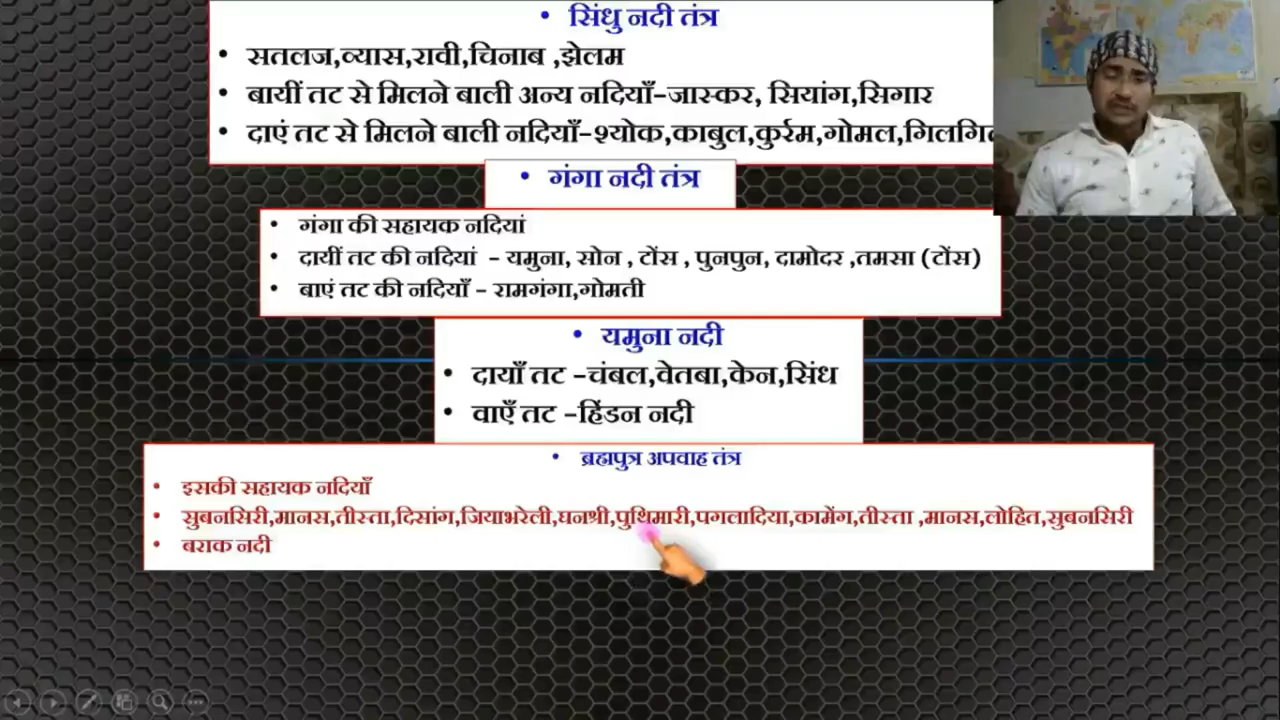 • सिंधु नदी तंत्र
• सतलज,व्यास,रावी,चिनाब ,झेलम
• बायीं तट से मिलने बाली अन्य नदियाँ-जास्कर, सियांग,सिगार
• दाएं तट से मिलने बाली नदियाँ-श्योक,काबुल,कुर्रम,गोमल,
• गंगा नदी तंत्र
• गंगा की सहायक नदियां
• दायीं तट की नदियां - यमुना, सोन , टोंस , पुनपुन, दामोदर ,तमसा (टोंस)
• बाएं तट की नदियाँ - रामगंगा,गोमती
• यमुना नदी
• दायाँ तट -चंबल,वेतबा,केन,सिंध
• वाएँ तट -हिंडन नदी
• ब्रह्मपुत्र अपवाह तंत्र
• इसकी सहायक नदियाँ
• सुबनसिरी,मानस,तीस्ता,दिसांग,जियाभरेली,घनश्री,पुथिमारी,पगलादिया,कामेंग,तीस्ता ,मानस,लोहित,सुबनसिरी
• बराक नदी